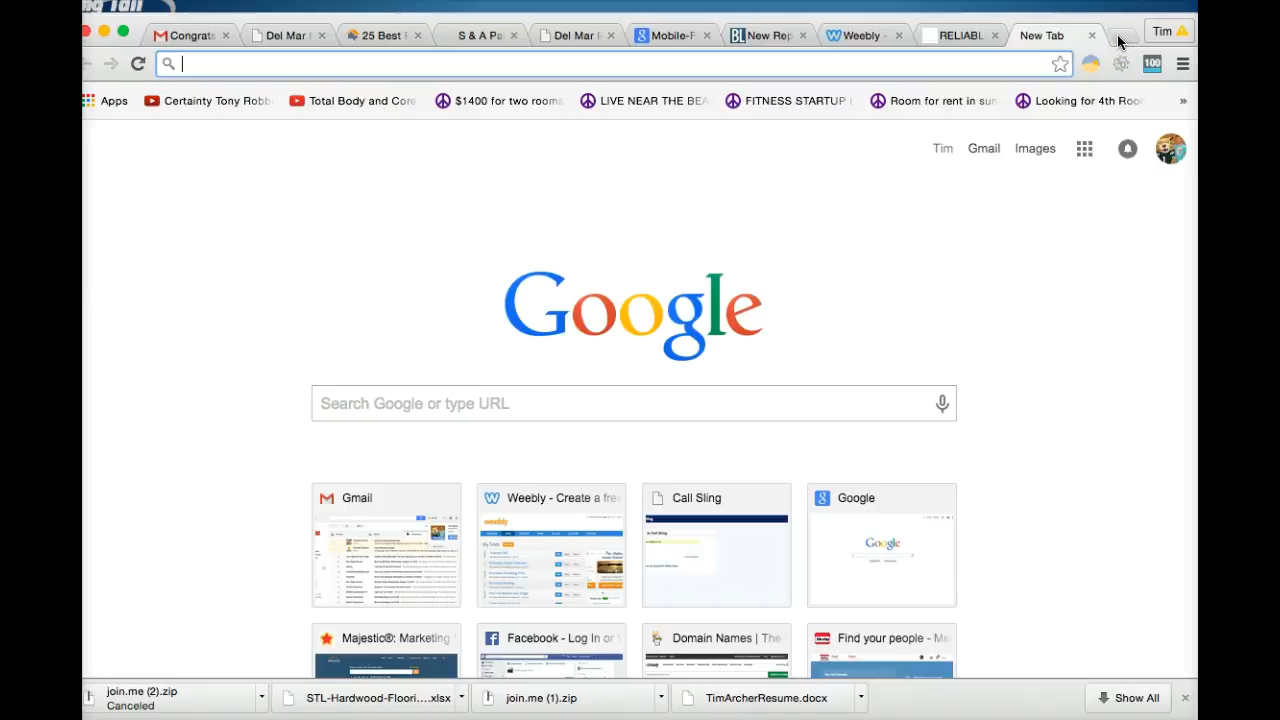 Congrats
Del Mar
25 Best
S & A Pa
Del Mar
Mobile-F
New Rep
Weebly -
RELIABL
New Tab
Tim
100
Apps
Certainty Tony Robb
Total Body and Core
$1400 for two rooms
LIVE NEAR THE BEA
FITNESS STARTUP
Room for rent in sun
Looking for 4th Roo
»
Tim
Gmail
Images
Google
Search Google or type URL
Gmail
Weebly - Create a free
Call Sling
Google
weebly
Google
Majestic®: Marketing
Facebook - Log In or
Domain Names | The
Find your people - Me
join.me (2).zip
Canceled
STL-Hardwood-Floori....xlsx
join.me (1).zip
TimArcherResume.docx
Show All